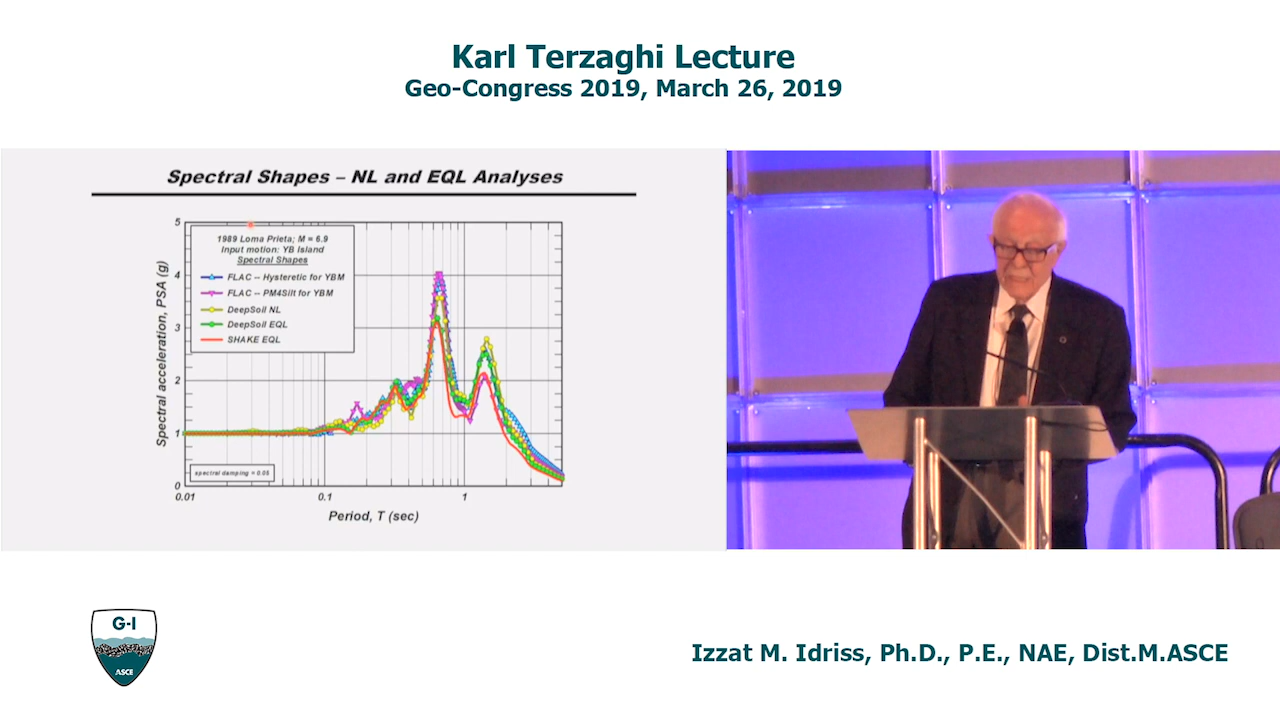 Karl Terzaghi Lecture
Geo-Congress 2019, March 26, 2019
Spectral Shapes – NL and EQL Analyses
Spectral acceleration, PSA (g)
5
4
3
2
1
0
1989 Loma Prieta; M = 6.9
Input motion: YB Island
Spectral Shapes
FLAC -- Hysteretic for YBM
FLAC -- PM4Silt for YBM
DeepSoil NL
DeepSoil EQL
SHAKE EQL
spectral damping = 0.05
0.01
0.1
1
Period, T (sec)
G-I
ASCE
Izzat M. Idriss, Ph.D., P.E., NAE, Dist.M.ASCE